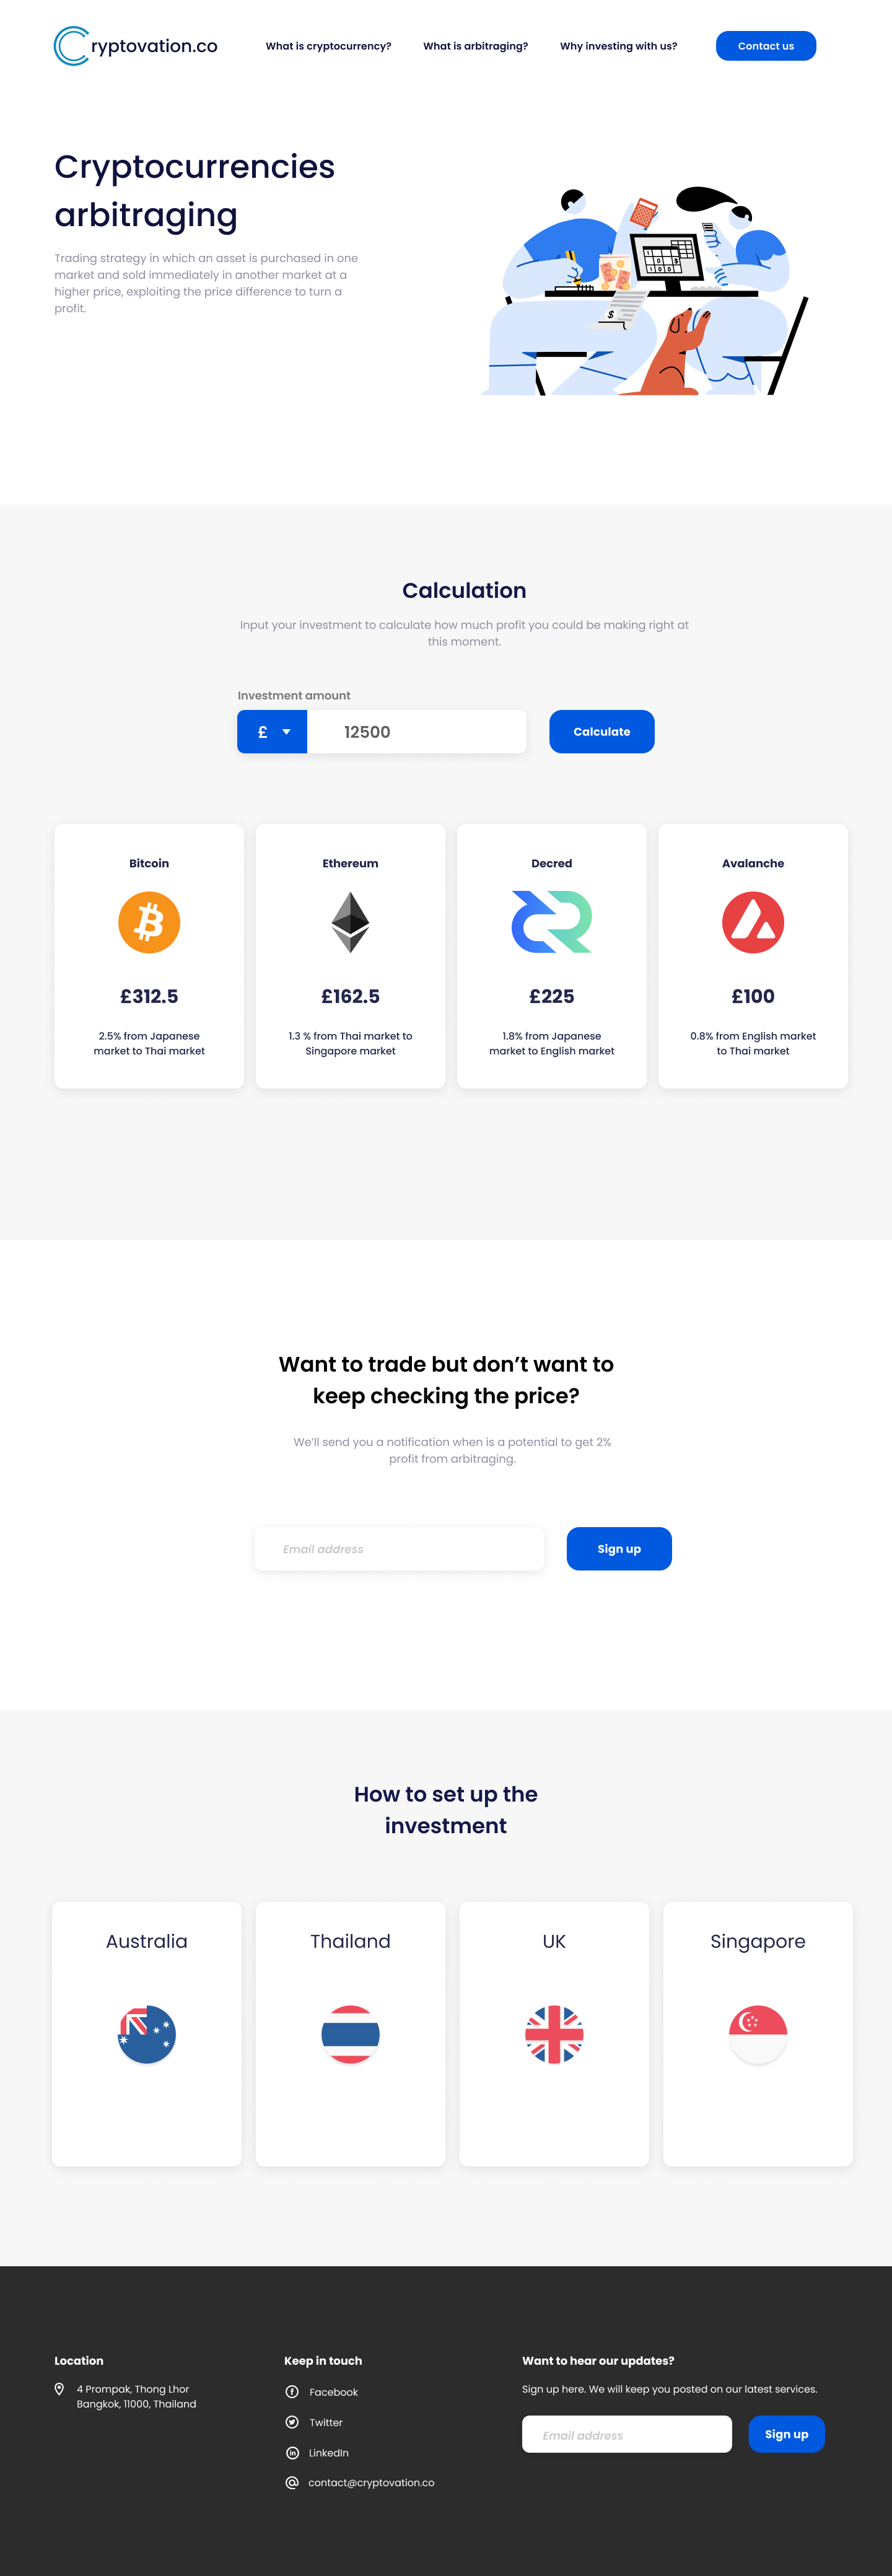 ryptovation.co
What is cryptocurrency?
What is arbitraging?
Why investing with us?
Contact us
Cryptocurrencies
arbitraging
Trading strategy in which an asset is purchased in one
market and sold immediately in another market at a
higher price, exploiting the price difference to turn a
profit.
$
Calculation
Input your investment to calculate how much profit you could be making right at
this moment.
Investment amount
£
12500
Calculate
Bitcoin
£312.5
2.5% from Japanese
market to Thai market
Ethereum
£162.5
1.3 % from Thai market to
Singapore market
Decred
£225
1.8% from Japanese
market to English market
Avalanche
£100
0.8% from English market
to Thai market
Want to trade but don’t want to
keep checking the price?
We’ll send you a notification when is a potential to get 2%
profit from arbitraging.
Email address
Sign up
How to set up the
investment
Australia
Thailand
UK
Singapore
Location
4 Prompak, Thong Lhor
Bangkok, 11000, Thailand
Keep in touch
Facebook
Twitter
LinkedIn
contact@cryptovation.co
Want to hear our updates?
Sign up here. We will keep you posted on our latest services.
Email address
Sign up